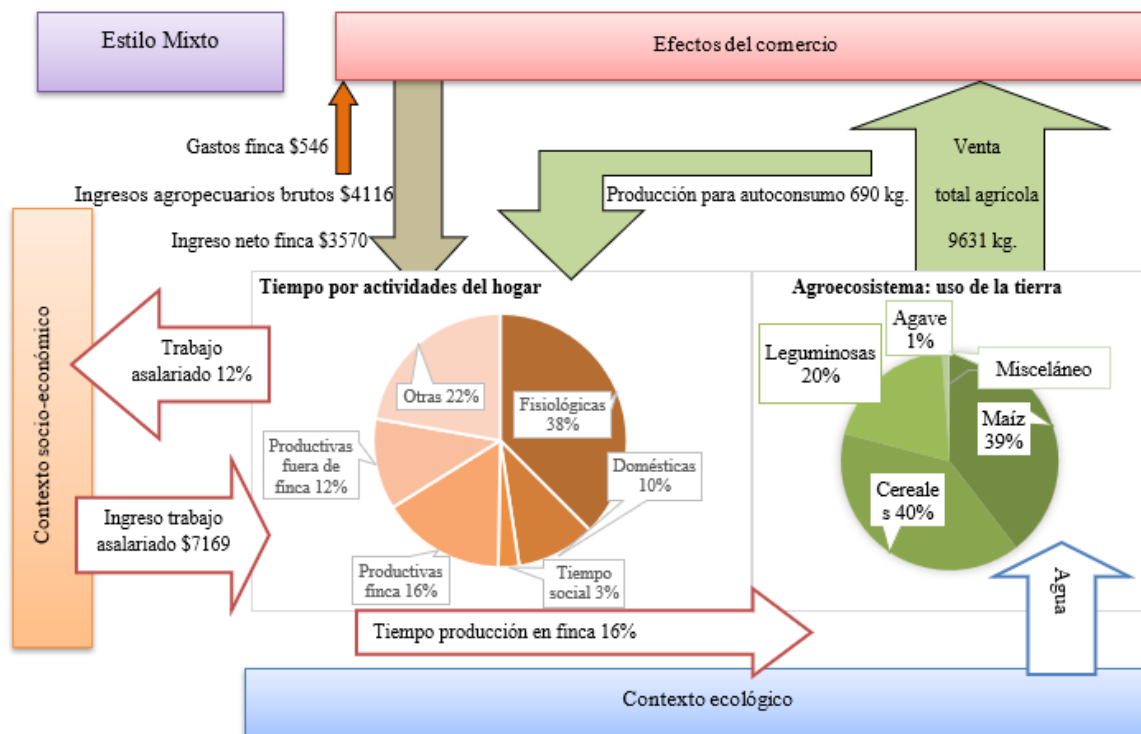 Estilo Mixto
Efectos del comercio
Gastos finca $546
Ingresos agropecuarios brutos $4116
Ingreso neto finca $3570
Producción para autoconsumo 690 kg.
Venta
total agrícola
9631 kg.
Contexto socio-económico
Trabajo
asalariado 12%
Ingreso trabajo
asalariado $7169
Tiempo por actividades del hogar
Otras 22%
Fisiológicas
38%
Productivas
fuera de
finca 12%
Domésticas
10%
Productivas
finca 16%
Tiempo
social 3%
Tiempo producción en finca 16%
Agroecosistema: uso de la tierra
Agave
1%
Leguminosas
20%
Misceláneo
Maíz
39%
Cereale
s 40%
Agua
Contexto ecológico